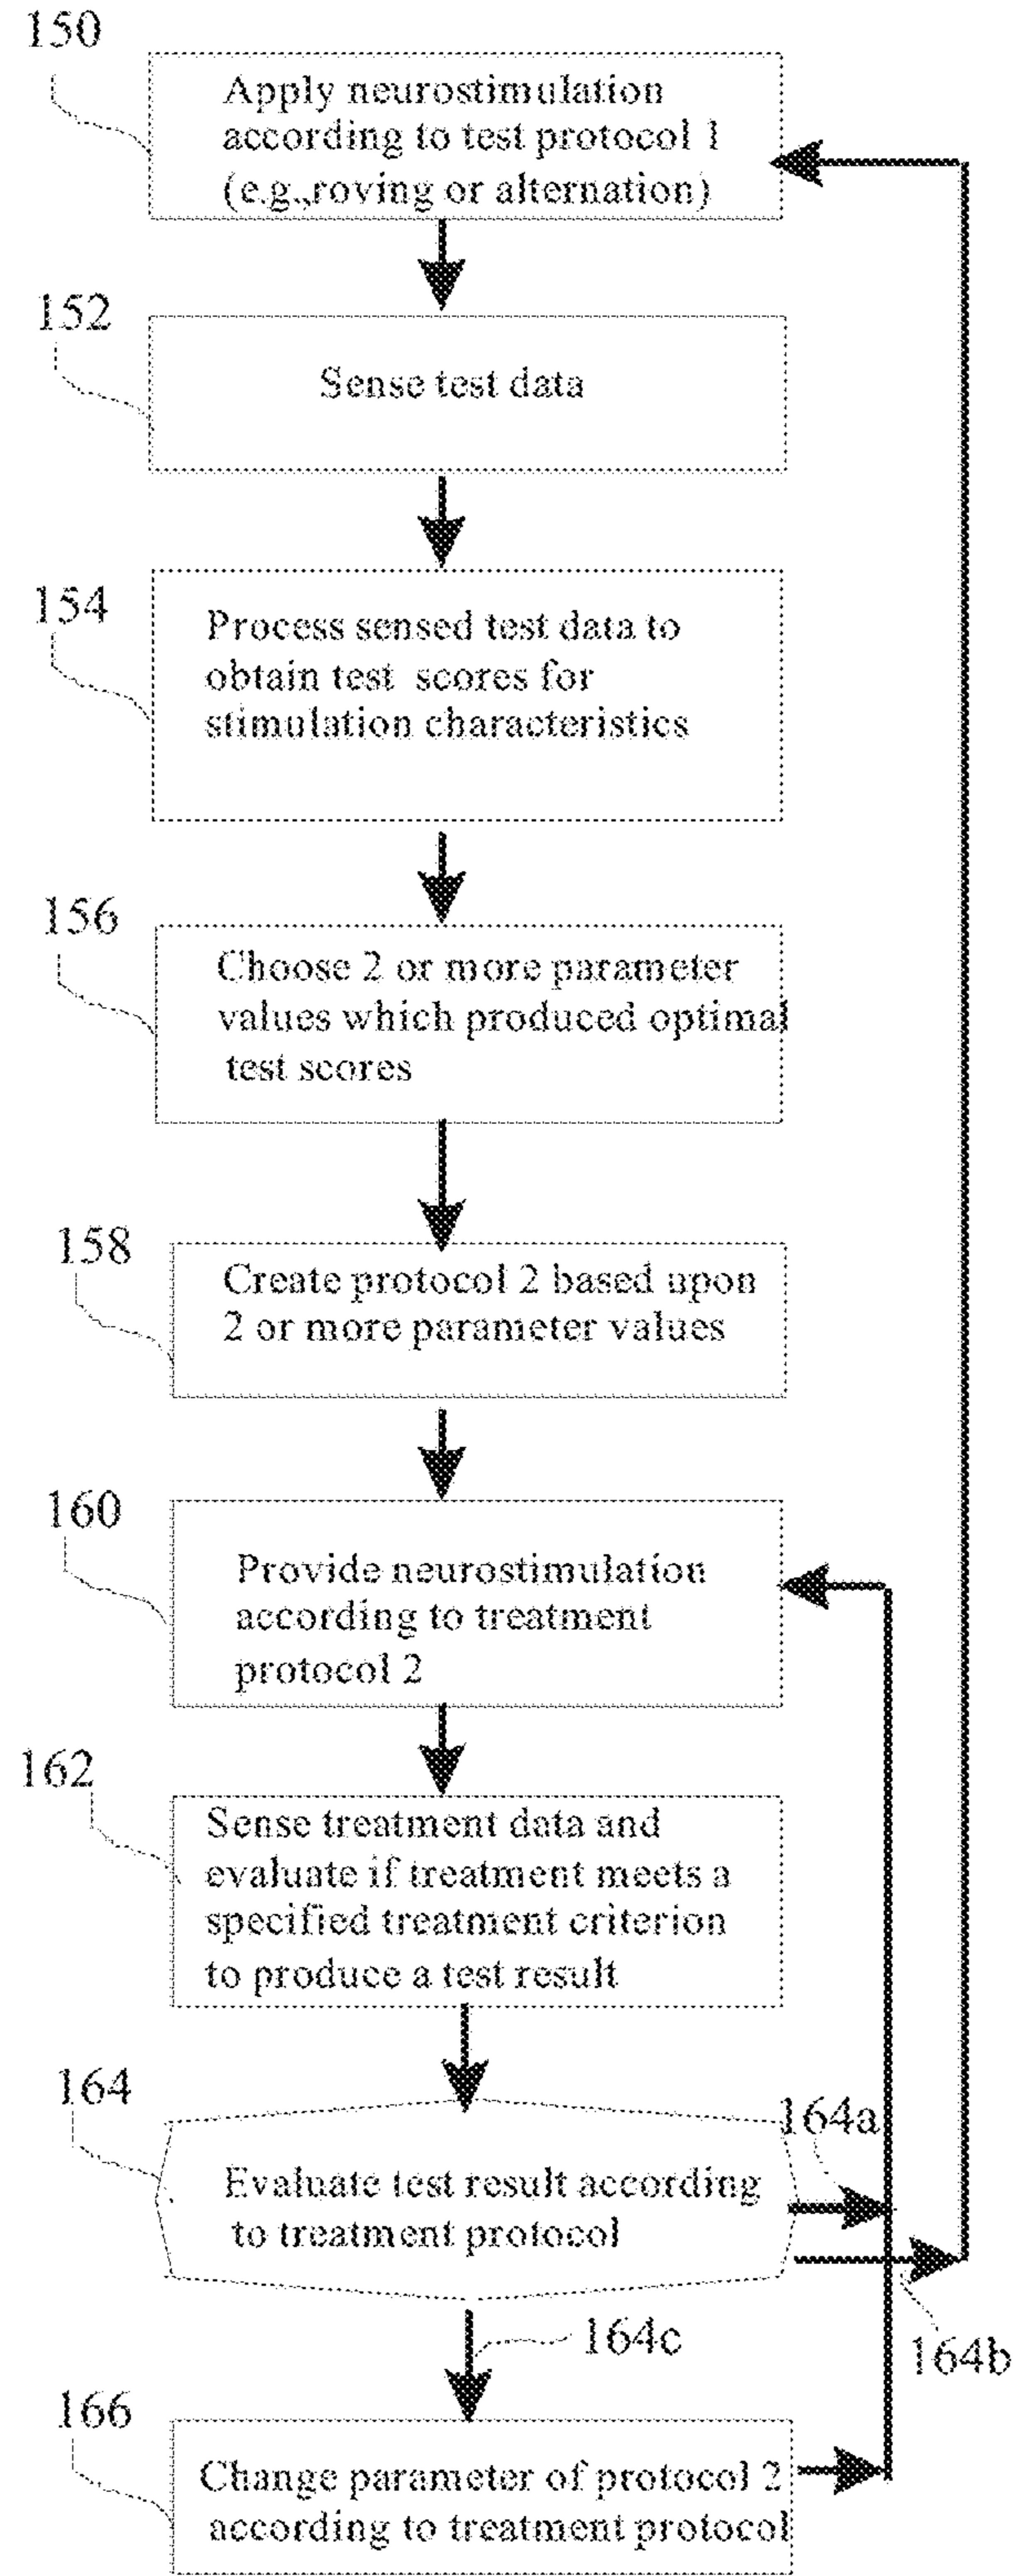 150
Apply neurostimulation
according to test protocol 1
(e.g.,roving or alternation)
152
Sense test data
154
Process sensed test data to
obtain test scores for
stimulation characteristics
156
Choose 2 or more parameter
values which produced optimal
test scores
158
Create protocol 2 based upon
2 or more parameter values
160
Provide neurostimulation
according to treatment
protocol 2
162
Sense treatment data and
evaluate if treatment meets a
specified treatment criterion
to produce a test result
164
164a
Evaluate test result according
to treatment protocol
164c
164b
166
Change parameter of protocol 2
according to treatment protocol